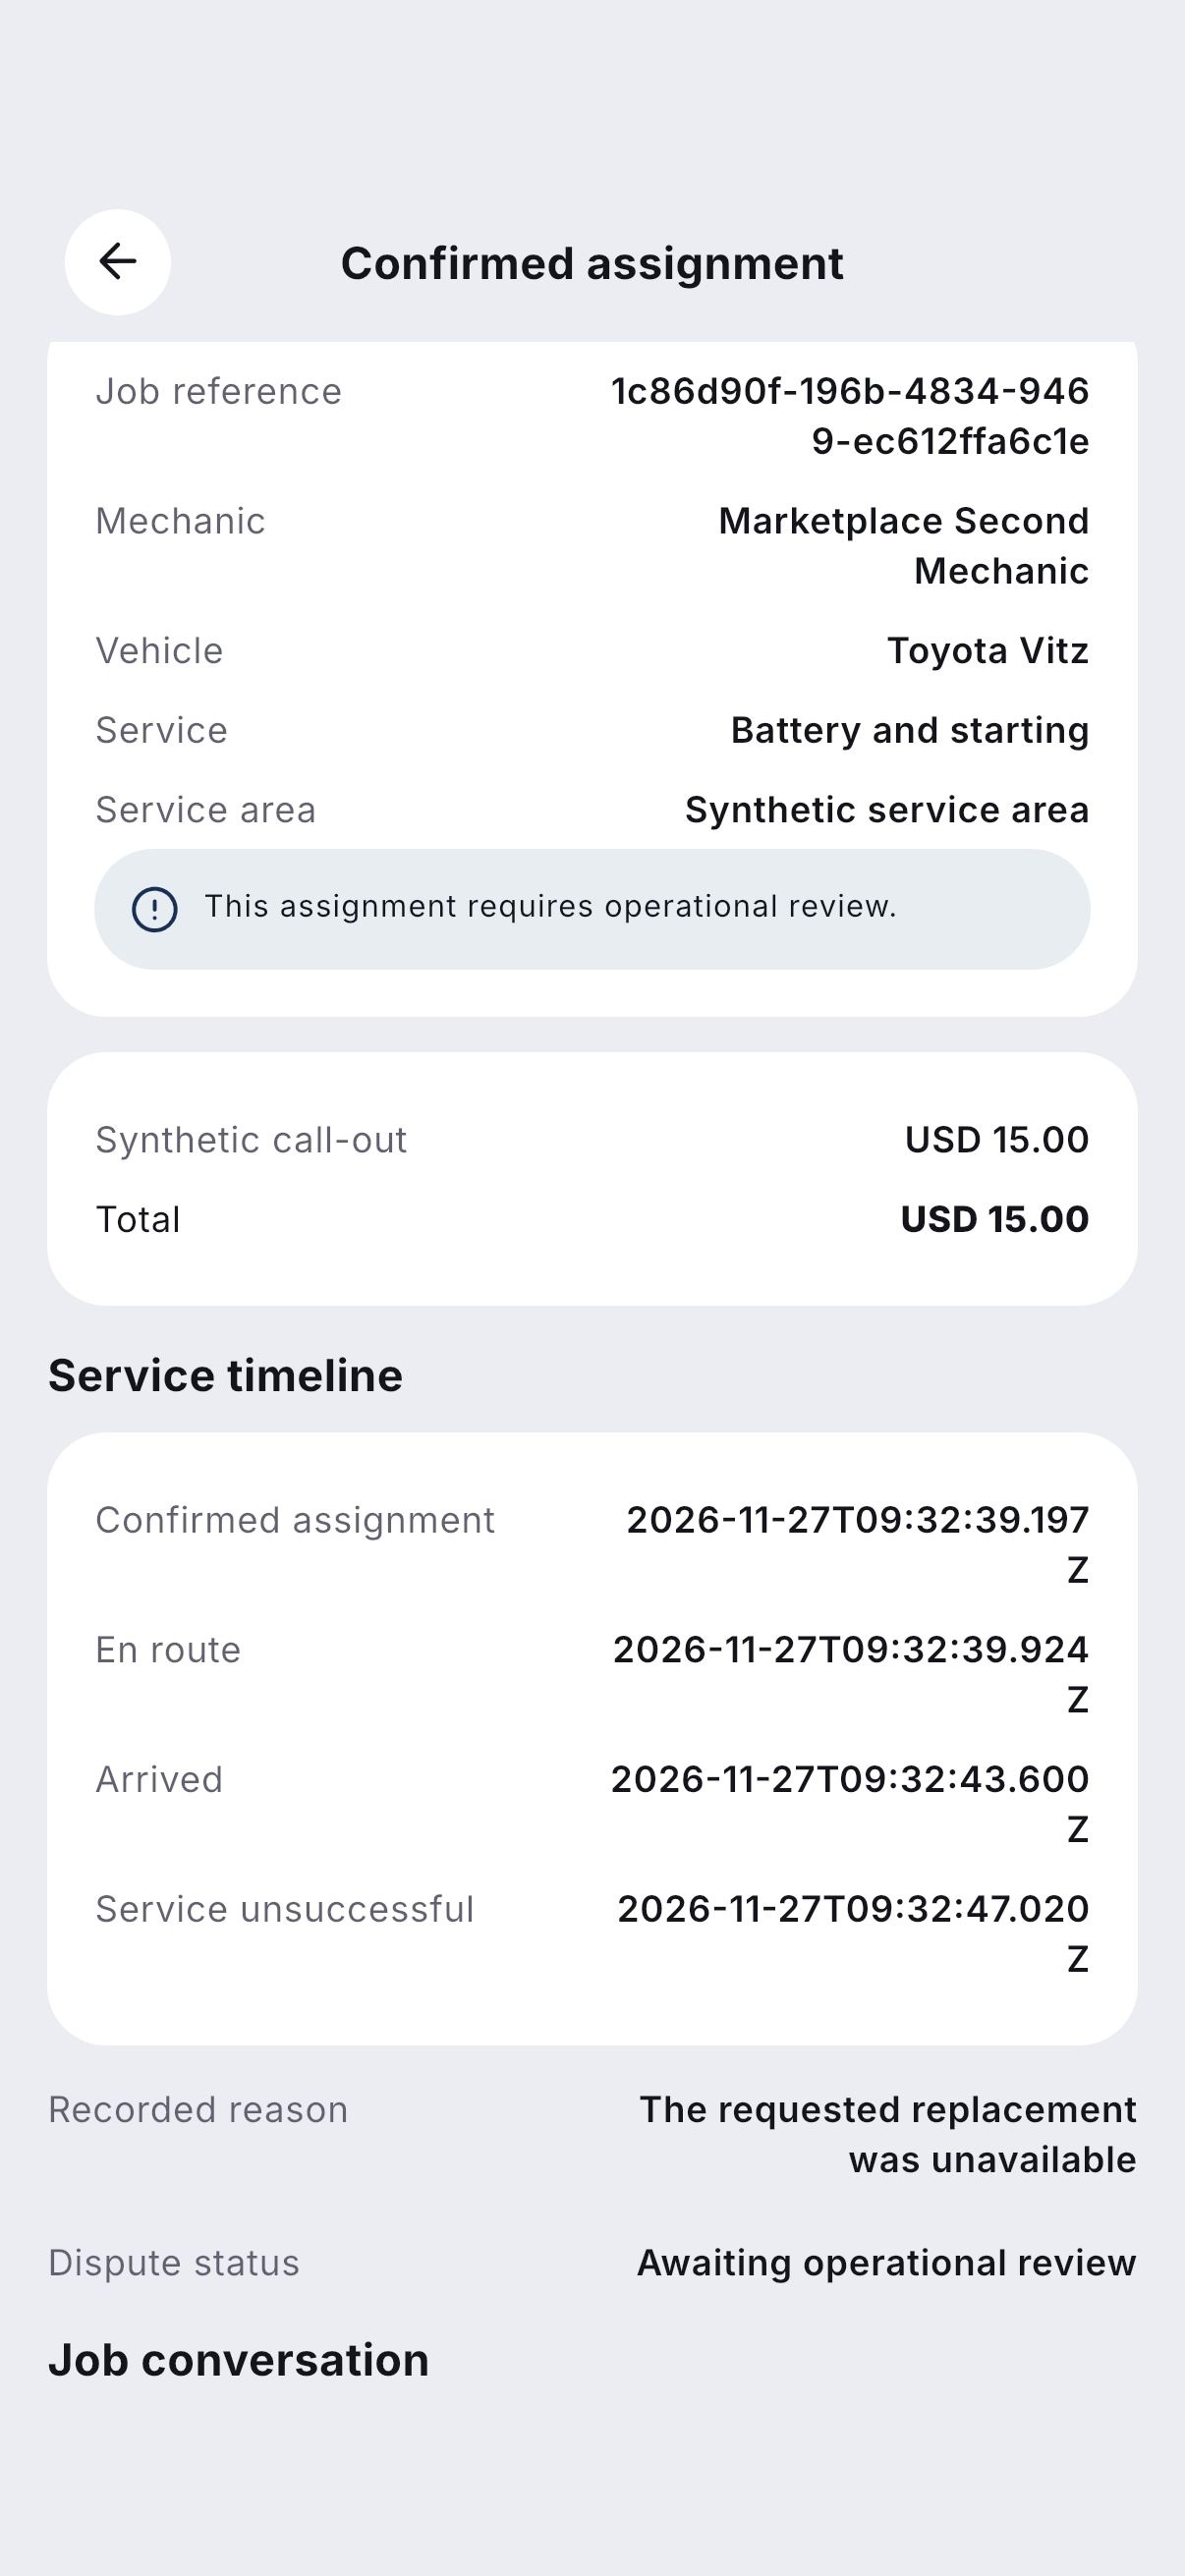 Confirmed assignment
Job reference
1c86d90f-196b-4834-946
9-ec612ffa6c1e
Mechanic
Marketplace Second
Mechanic
Vehicle
Toyota Vitz
Service
Battery and starting
Service area
Synthetic service area
This assignment requires operational review.
Synthetic call-out
USD 15.00
Total
USD 15.00
Service timeline
Confirmed assignment
2026-11-27T09:32:39.197
Z
En route
2026-11-27T09:32:39.924
Z
Arrived
2026-11-27T09:32:43.600
Z
Service unsuccessful
2026-11-27T09:32:47.020
Z
Recorded reason
The requested replacement
was unavailable
Dispute status
Awaiting operational review
Job conversation